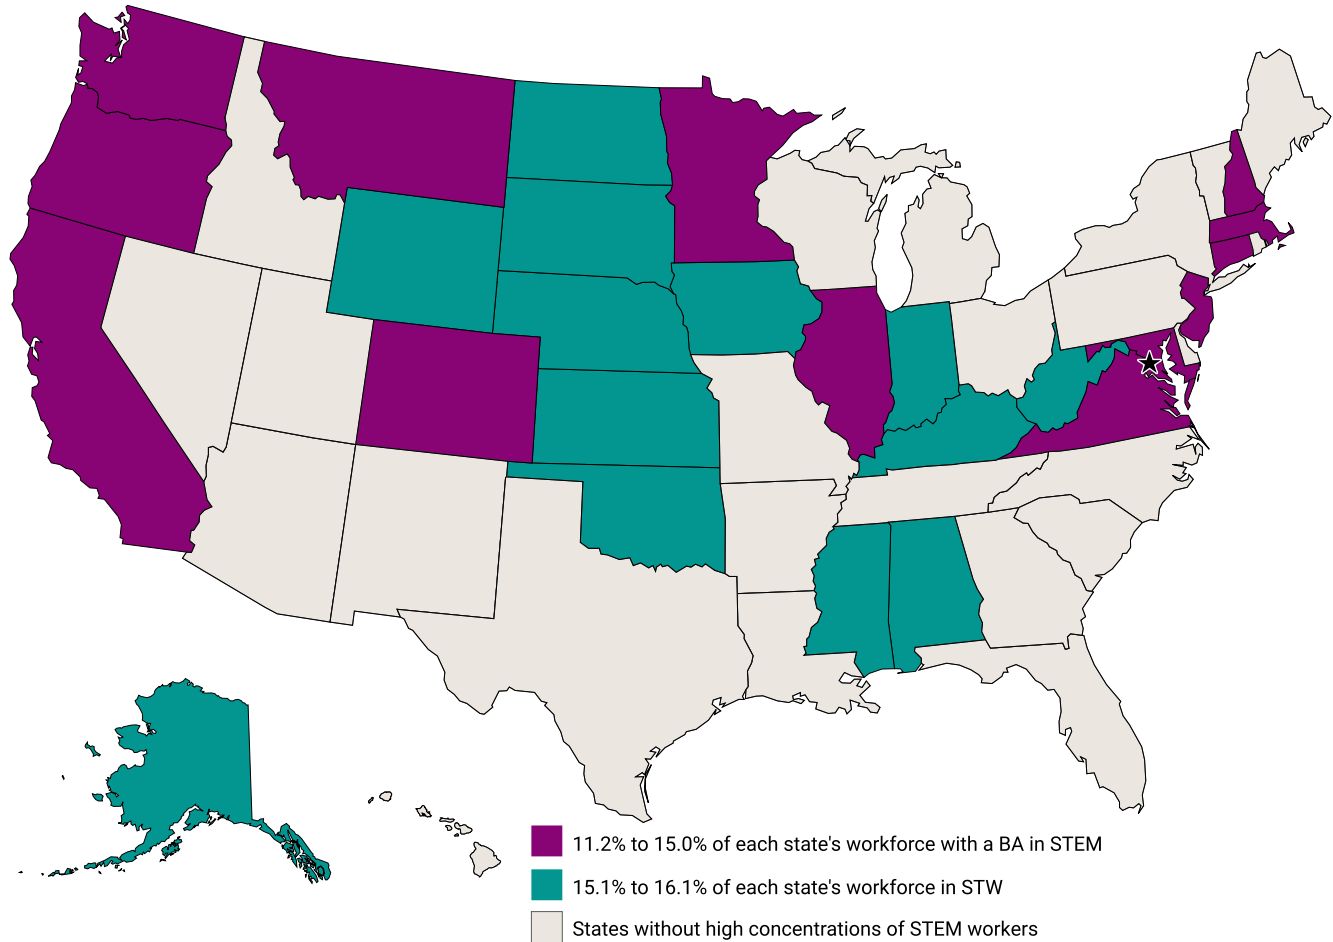 11.2% to 15.0% of each state's workforce with a BA in STEM
15.1% to 16.1% of each state's workforce in STW
States without high concentrations of STEM workers